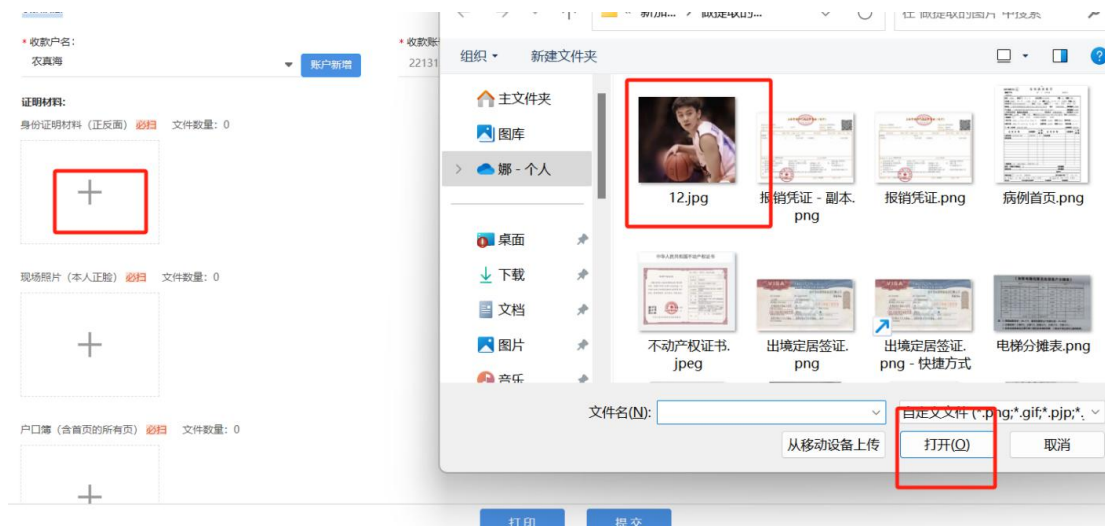 * 收款户名:
农真海
账户新增
* 收款账
22131
证明材料:
身份证明材料（正反面） 必扫 文件数量: 0
现场照片（本人正脸） 必扫 文件数量: 0
户口簿（含首页的所有页） 必扫 文件数量: 0
打印
提交
组织
新建文件夹
主文件夹
图库
娜 - 个人
桌面
下载
文档
图片
音乐
12.jpg
报销凭证 - 副本.
png
报销凭证.png
病例首页.png
不动产权证书.
jpeg
出境定居签证.
png
出境定居签证.
png - 快捷方式
电梯分摊表.png
文件名(N):
自定义文件 (*.png;*.gif;*.pjp;*.
从移动设备上传
打开(O)
取消